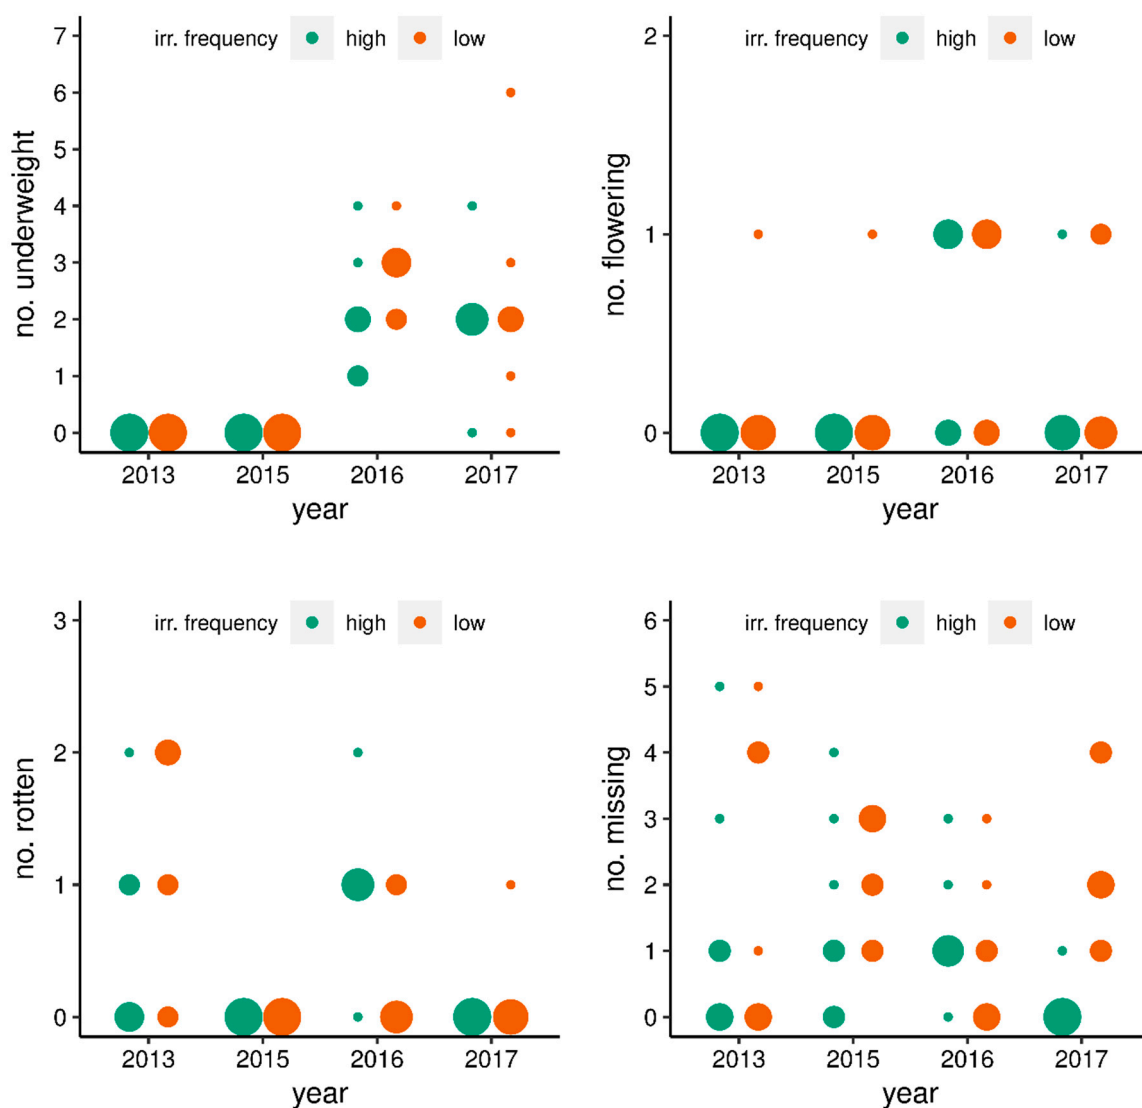 irr. frequency high low
7
6
5
4
3
2
1
0
no. underweight
2013 2015 2016 2017
year
irr. frequency high low
2
1
0
no. flowering
2013 2015 2016 2017
year
irr. frequency high low
3
2
1
0
no. rotten
2013 2015 2016 2017
year
irr. frequency high low
6
5
4
3
2
1
0
no. missing
2013 2015 2016 2017
year